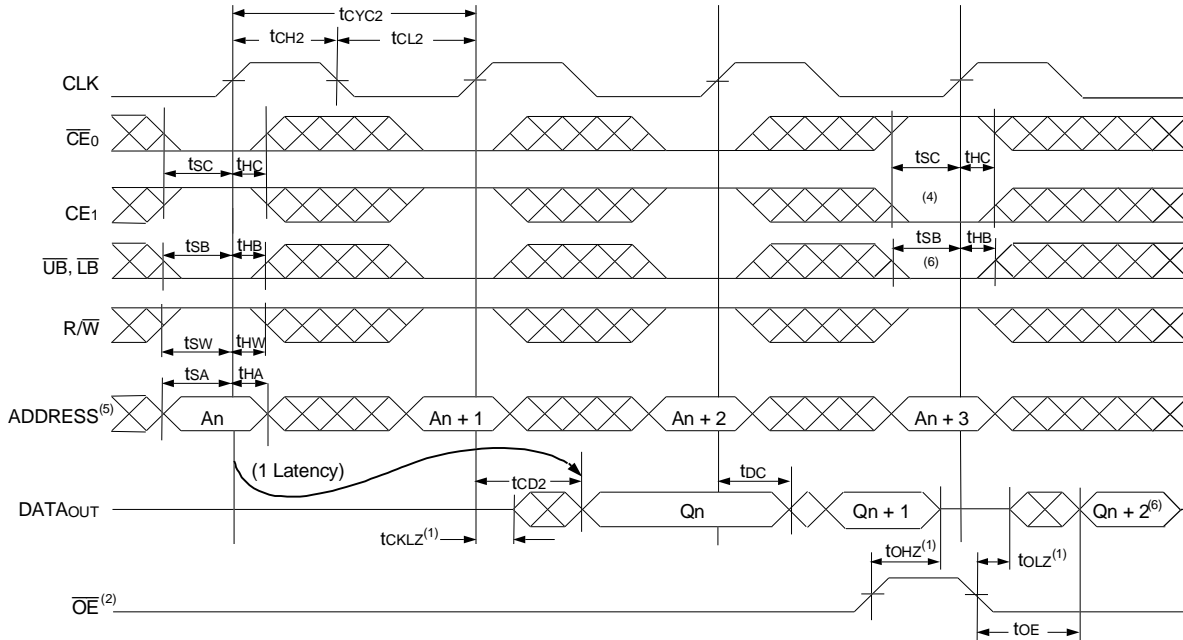 tCYC2
tCH2 tCL2
CLK
CE0
tSC tHC tSC tHC
CE1 (4)
tSB tHB tSB tHB
UB, LB (6)
R/W
tSW tHW
tSA tHA
ADDRESS(5) An An + 1 An + 2 An + 3
(1 Latency) tCD2 tDC
DATAOUT Qn Qn + 1 Qn + 2(6)
tCKLZ(1) tOHZ(1) tOLZ(1)
OE(2)
tOE